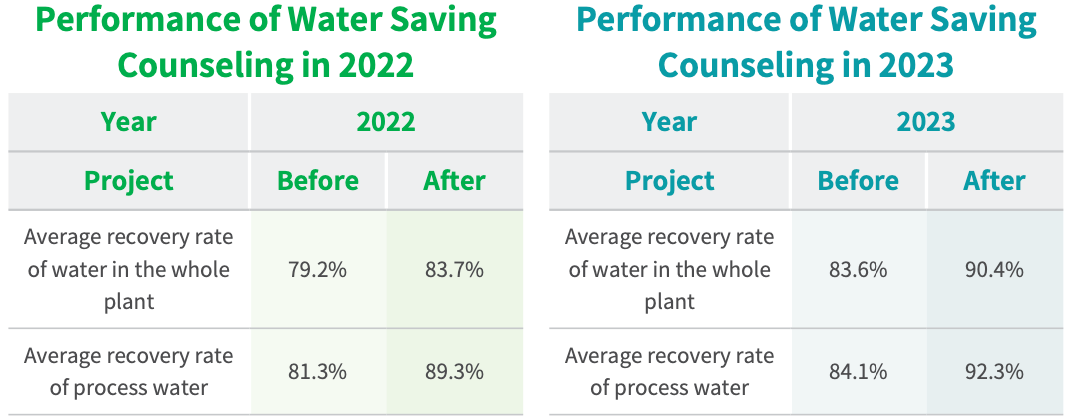 Performance of Water Saving
Counseling in 2022
Year 2022
Project Before After
Average recovery rate
of water in the whole
plant
79.2% 83.7%
Average recovery rate
of process water
81.3% 89.3%
Performance of Water Saving
Counseling in 2023
Year 2023
Project Before After
Average recovery rate
of water in the whole
plant
83.6% 90.4%
Average recovery rate
of process water
84.1% 92.3%